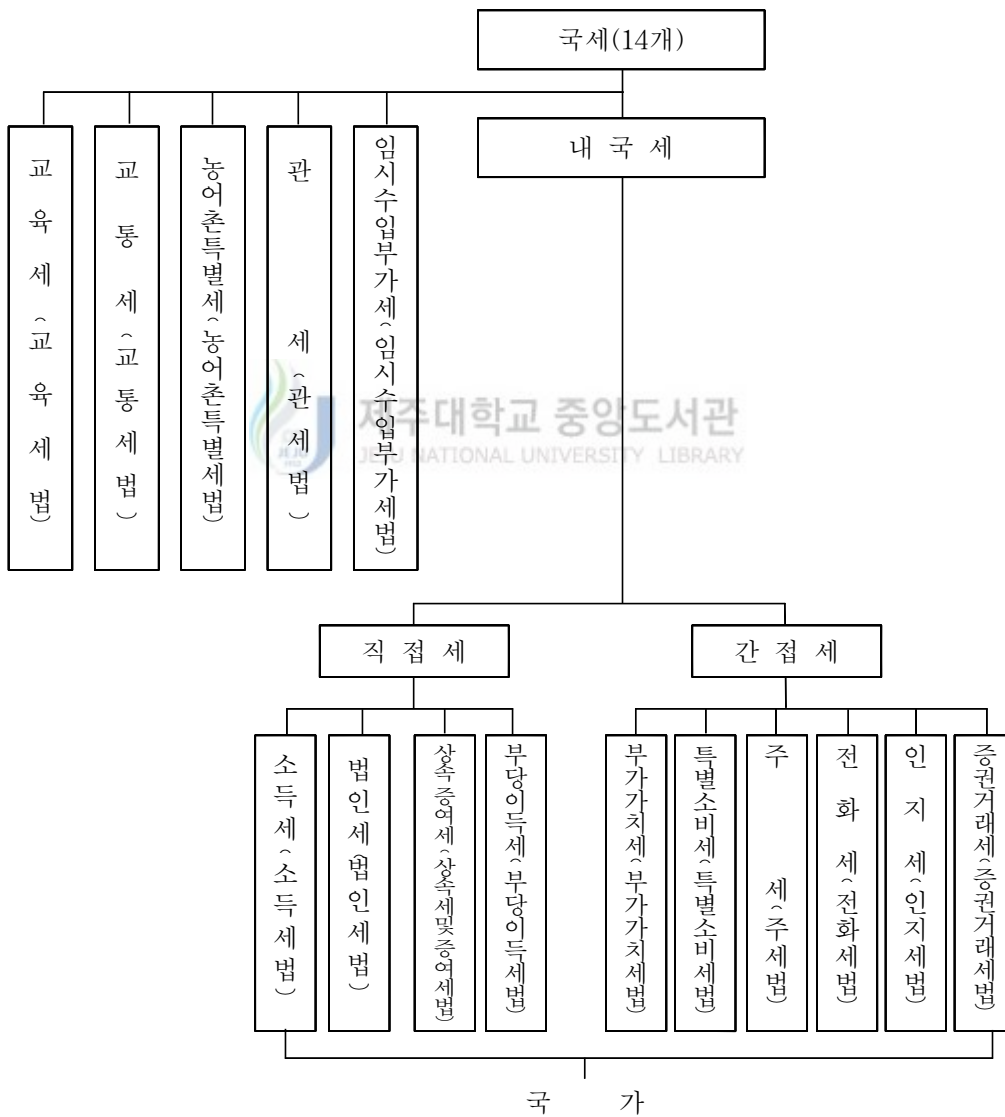 국세(14개)
내 국 세
교 육 세 (교 육 세 법)
교 통 세 (교 통 세 법)
농어촌특별세(농어촌특별세법)
관 세 (관 세 법)
임시수입부가세(임시수입부가세법)
제주대학교 중앙도서관
JEJU NATIONAL UNIVERSITY LIBRARY
직 접 세
간 접 세
소득세(소득세법)
법인세(법인세법)
상속증여세(상속세및증여세법)
부당이득세(부당이득세법)
부가가치세(부가가치세법)
특별소비세(특별소비세법)
주 세(주세법)
전 화 세(전화세법)
인 지 세(인지세법)
증권거래세(증권거래세법)
국 가